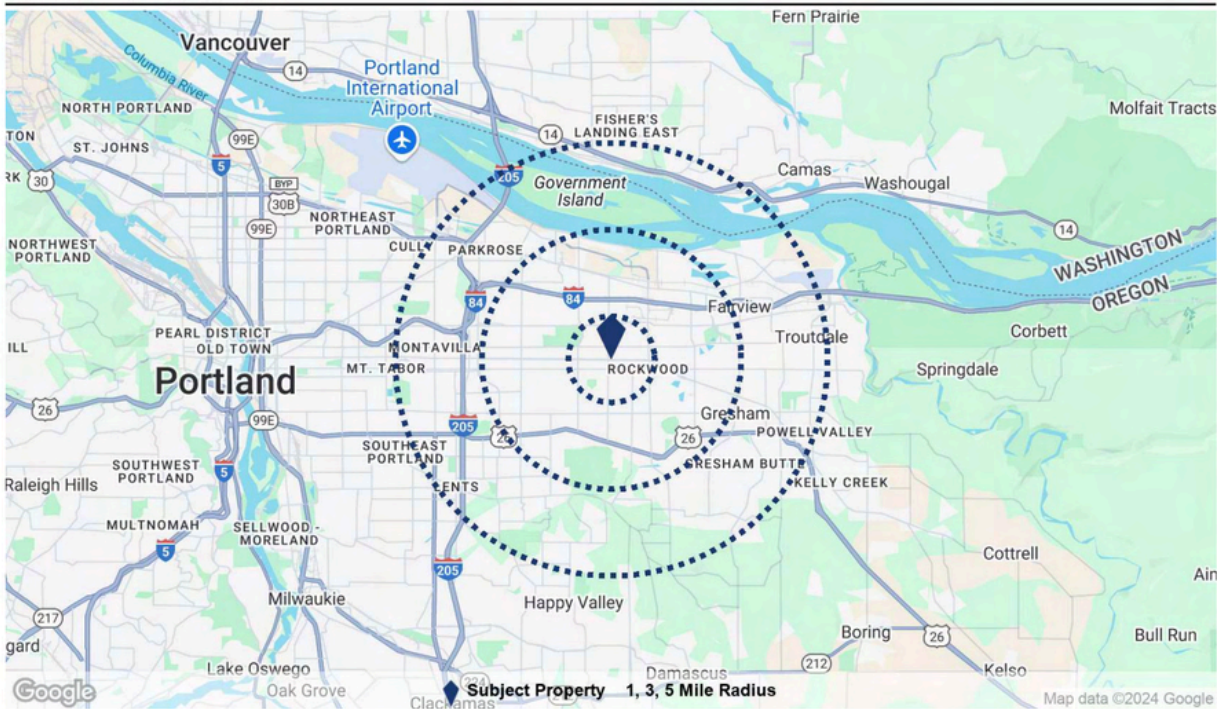 Fern Prairie
Vancouver
14
Columbia River
Portland
International
Airport
NORTH PORTLAND
Molfait Tracts
FISHER'S
LANDING EAST
TON
ST. JOHNS
99E
14
5
RK
30
205
Government
Island
Camas
Washougal
BYP
30B
NORTHEAST
PORTLAND
99E
CULLY
PARKROSE
14
NORTHWEST
PORTLAND
WASHINGTON
OREGON
84
84
Fairview
PEARL DISTRICT
OLD TOWN
ILL
MONTAVILLA
MT. TABOR
ROCKWOOD
Troutdale
Corbett
Springdale
Portland
26
99E
205
26
Gresham
26
POWELL VALLEY
SOUTHEAST
PORTLAND
SOUTHWEST
PORTLAND
5
GRESHAM BUTTE
KELLY CREEK
Raleigh Hills
LENTS
MULTNOMAH
5
SELLWOOD -
MORELAND
Cottrell
205
Ain
Milwaukie
Happy Valley
217
gard
Boring
26
Bull Run
212
Lake Oswego
Damascus
Kelso
Oak Grove
224
Clackamas
Google
Subject Property 1, 3, 5 Mile Radius
Map data ©2024 Google